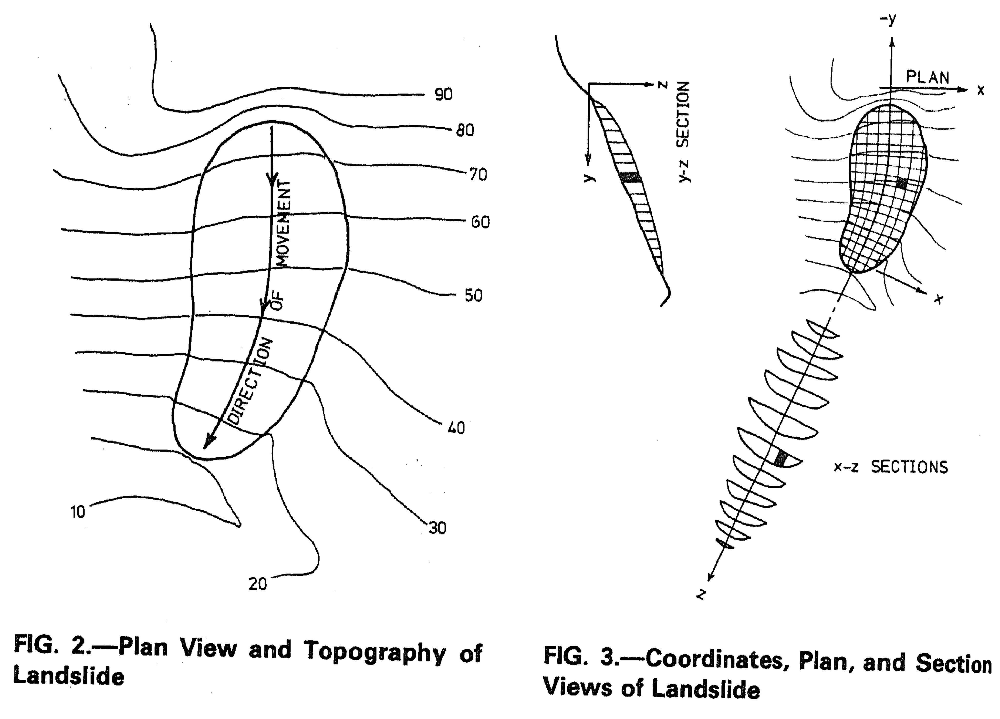 90
80
70
60
50
40
30
20
10
DIRECTION OF MOVEMENT
FIG. 2.—Plan View and Topography of
Landslide
-y
PLAN
x
z
y
y-z SECTION
x
x-z SECTIONS
z
FIG. 3.—Coordinates, Plan, and Section
Views of Landslide